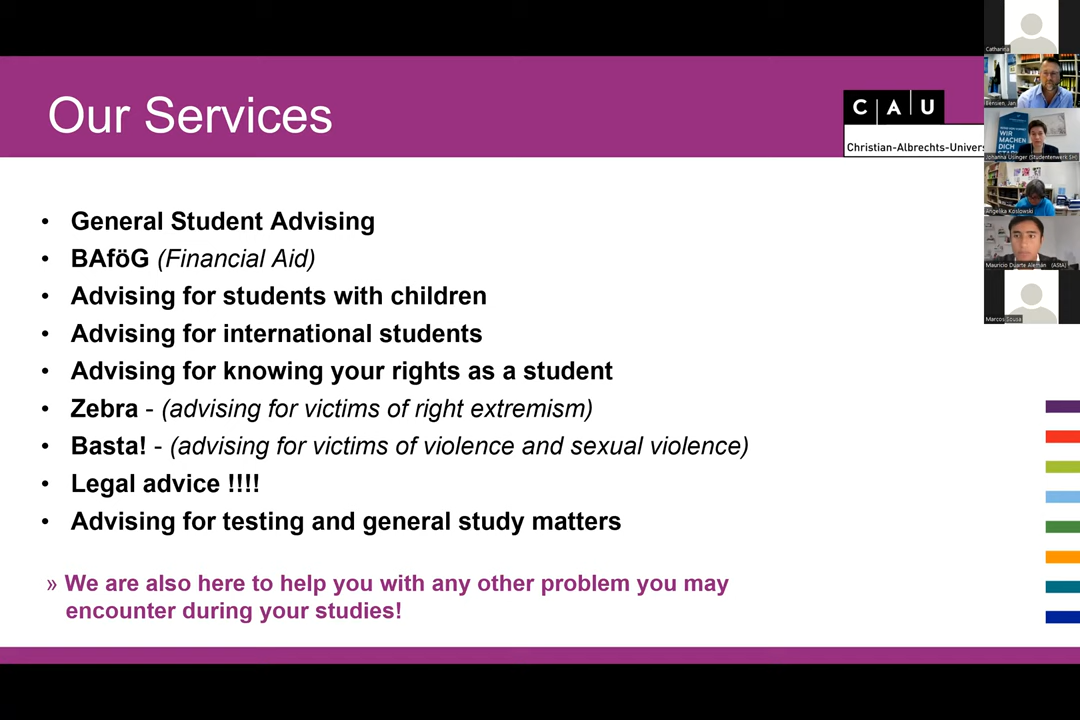 Our Services
C A U
Christian-Albrechts-Univers
• General Student Advising
• BAföG (Financial Aid)
• Advising for students with children
• Advising for international students
• Advising for knowing your rights as a student
• Zebra - (advising for victims of right extremism)
• Basta! - (advising for victims of violence and sexual violence)
• Legal advice !!!!
• Advising for testing and general study matters
» We are also here to help you with any other problem you may
encounter during your studies!
Catharina
Jan
WIR
MACHEN
DICH
Johanna Usinger (Studentenwerk SH)
Angelika Koslowski
Mauricio Duarte Alemán (AStA)
Marcos Sousa